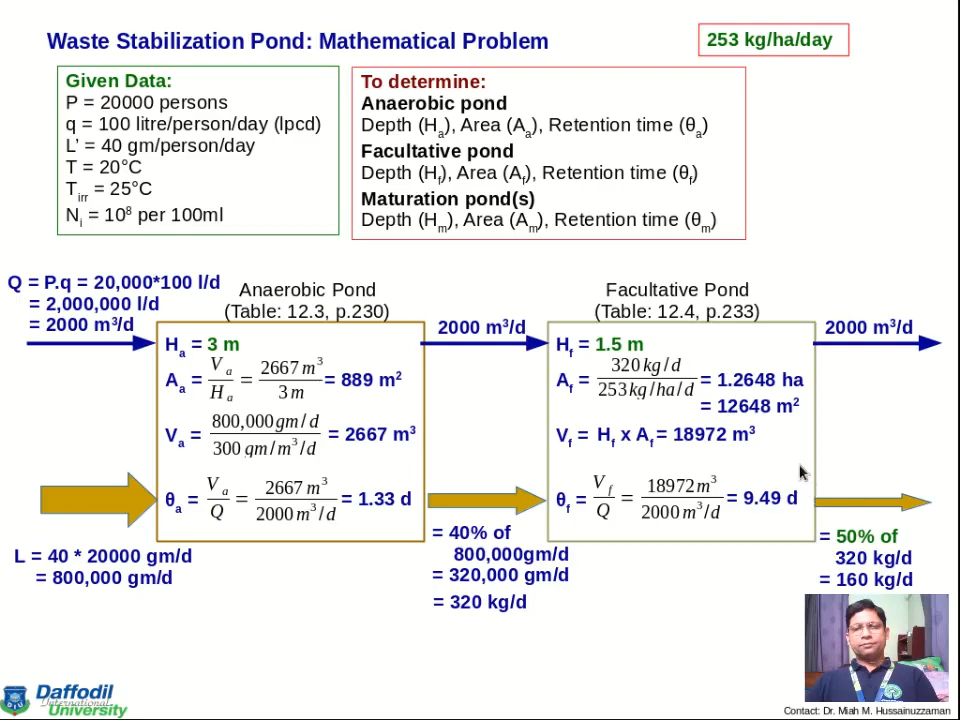 Waste Stabilization Pond: Mathematical Problem
253 kg/ha/day
Given Data:
P = 20000 persons
q = 100 litre/person/day (lpcd)
L’ = 40 gm/person/day
T = 20°C
Tirr = 25°C
Ni = 10⁸ per 100ml
To determine:
Anaerobic pond
Depth (Ha), Area (Aa), Retention time (θa)
Facultative pond
Depth (Hf), Area (Af), Retention time (θf)
Maturation pond(s)
Depth (Hm), Area (Am), Retention time (θm)
Q = P.q = 20,000*100 l/d
= 2,000,000 l/d
= 2000 m³/d
Anaerobic Pond
(Table: 12.3, p.230)
Ha = 3 m
Aa = Va / Ha = 2667 m³ / 3 m = 889 m²
Va = 800,000 gm/d / 300 gm/m³/d = 2667 m³
θa = Va / Q = 2667 m³ / 2000 m³/d = 1.33 d
L = 40 * 20000 gm/d
= 800,000 gm/d
2000 m³/d
= 40% of
800,000gm/d
= 320,000 gm/d
= 320 kg/d
Facultative Pond
(Table: 12.4, p.233)
Hf = 1.5 m
Af = 320 kg/d / 253 kg/ha/d = 1.2648 ha
= 12648 m²
Vf = Hf x Af = 18972 m³
θf = Vf / Q = 18972 m³ / 2000 m³/d = 9.49 d
2000 m³/d
= 50% of
320 kg/d
= 160 kg/d
Daffodil
International
University
Contact: Dr. Miah M. Hussainuzzaman